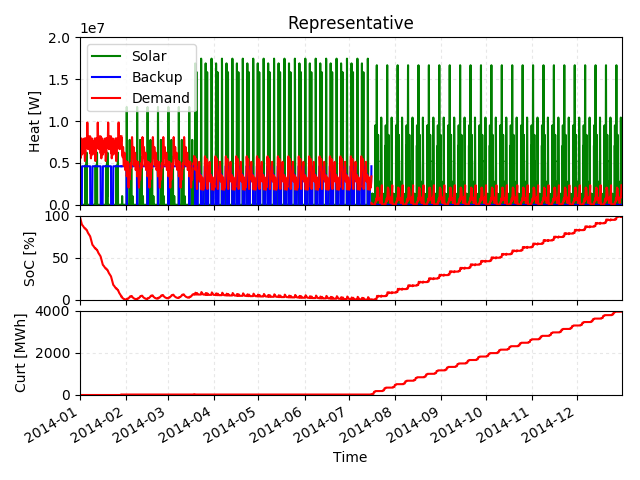 Representative
1e7
2.0
1.5
1.0
0.5
0.0
Heat [W]
Solar
Backup
Demand
100
50
0
SoC [%]
4000
2000
0
Curt [MWh]
2014-01
2014-02
2014-03
2014-04
2014-05
2014-06
2014-07
2014-08
2014-09
2014-10
2014-11
2014-12
Time